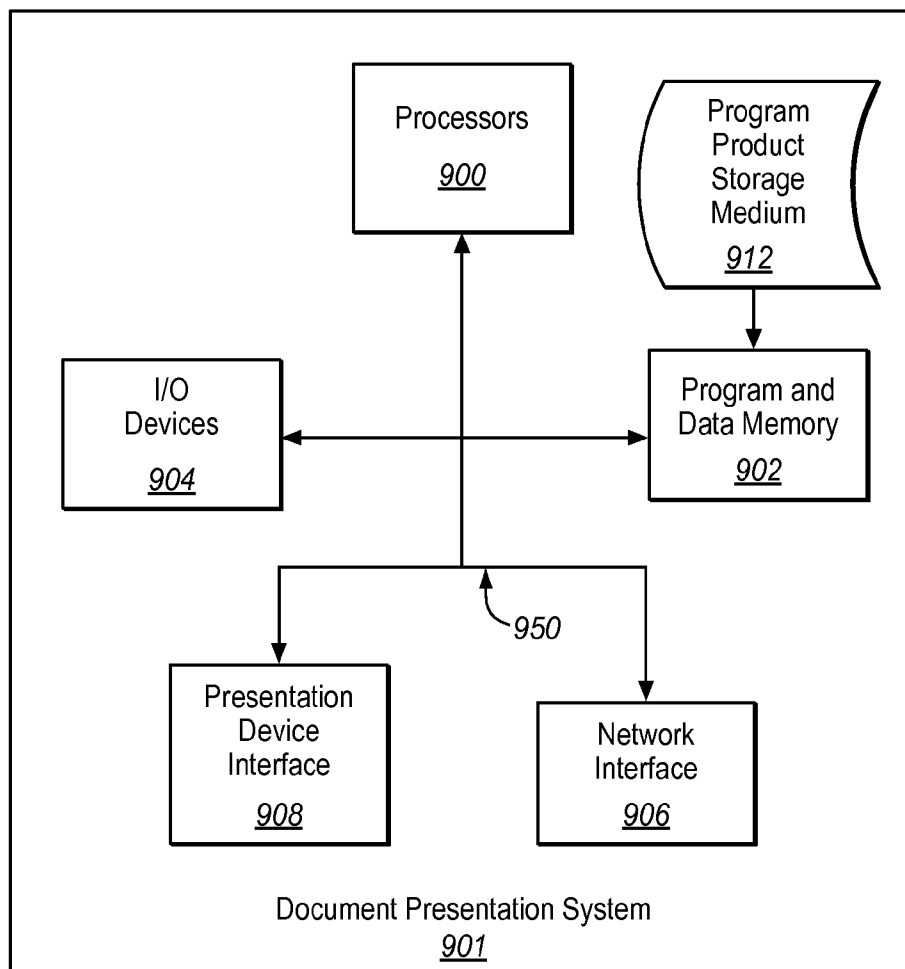 Processors
900
Program
Product
Storage
Medium
912
I/O
Devices
904
Program and
Data Memory
902
950
Presentation
Device
Interface
908
Network
Interface
906
Document Presentation System
901